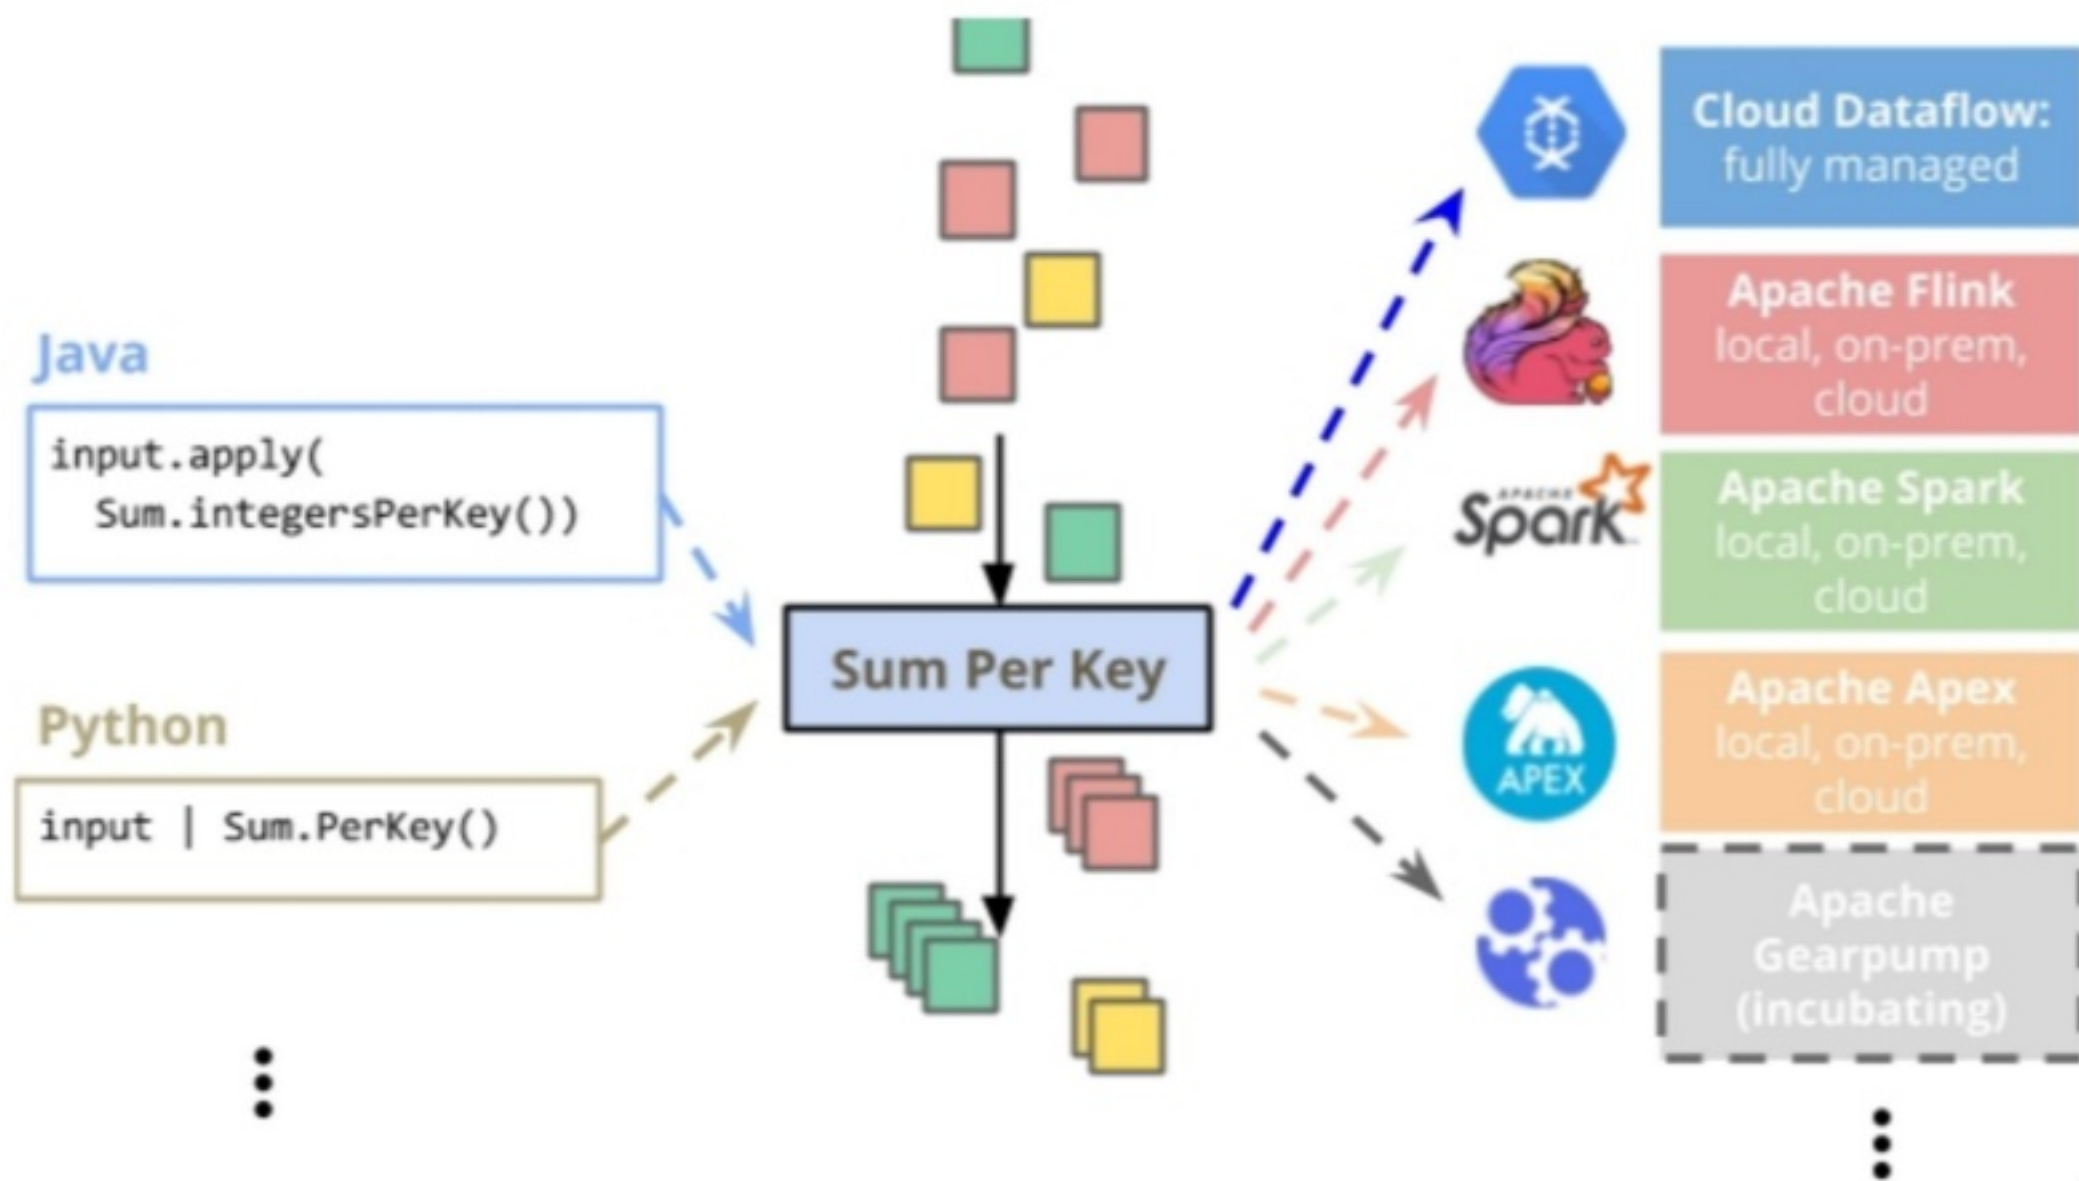 Java
input.apply(
Sum.integersPerKey())
Python
input | Sum.PerKey()
Sum Per Key
Cloud Dataflow:
fully managed
Apache Flink
local, on-prem,
cloud
APACHE
Spark
Apache Spark
local, on-prem,
cloud
APEX
Apache Apex
local, on-prem,
cloud
Apache
Gearpump
(incubating)